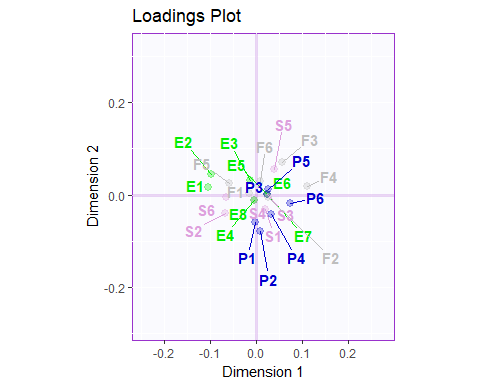 Loadings Plot
S5
E2
E3
F6
F3
F5
E5
P5
F4
E1
F1
P3
E6
P6
S6
E8
S4
S3
S2
E4
S1
E7
P1
P4
F2
P2
0.2
0.0
-0.2
Dimension 2
-0.2 -0.1 0.0 0.1 0.2
Dimension 1